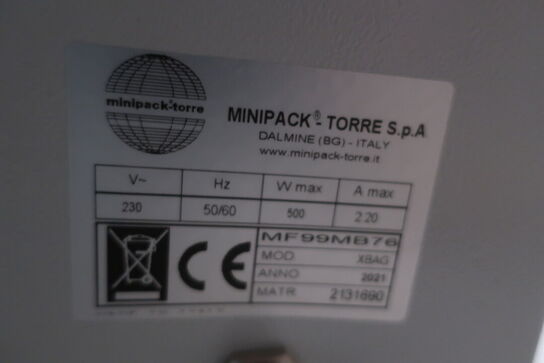 minipack-torre
MINIPACK®- TORRE S.p.A
DALMINE (BG) - ITALY
www.minipack-torre.it
V~ Hz W max A max
230 50/60 500 2.20
MF99MB76
MOD. XBAG
ANNO 2021
MATR. 2131690